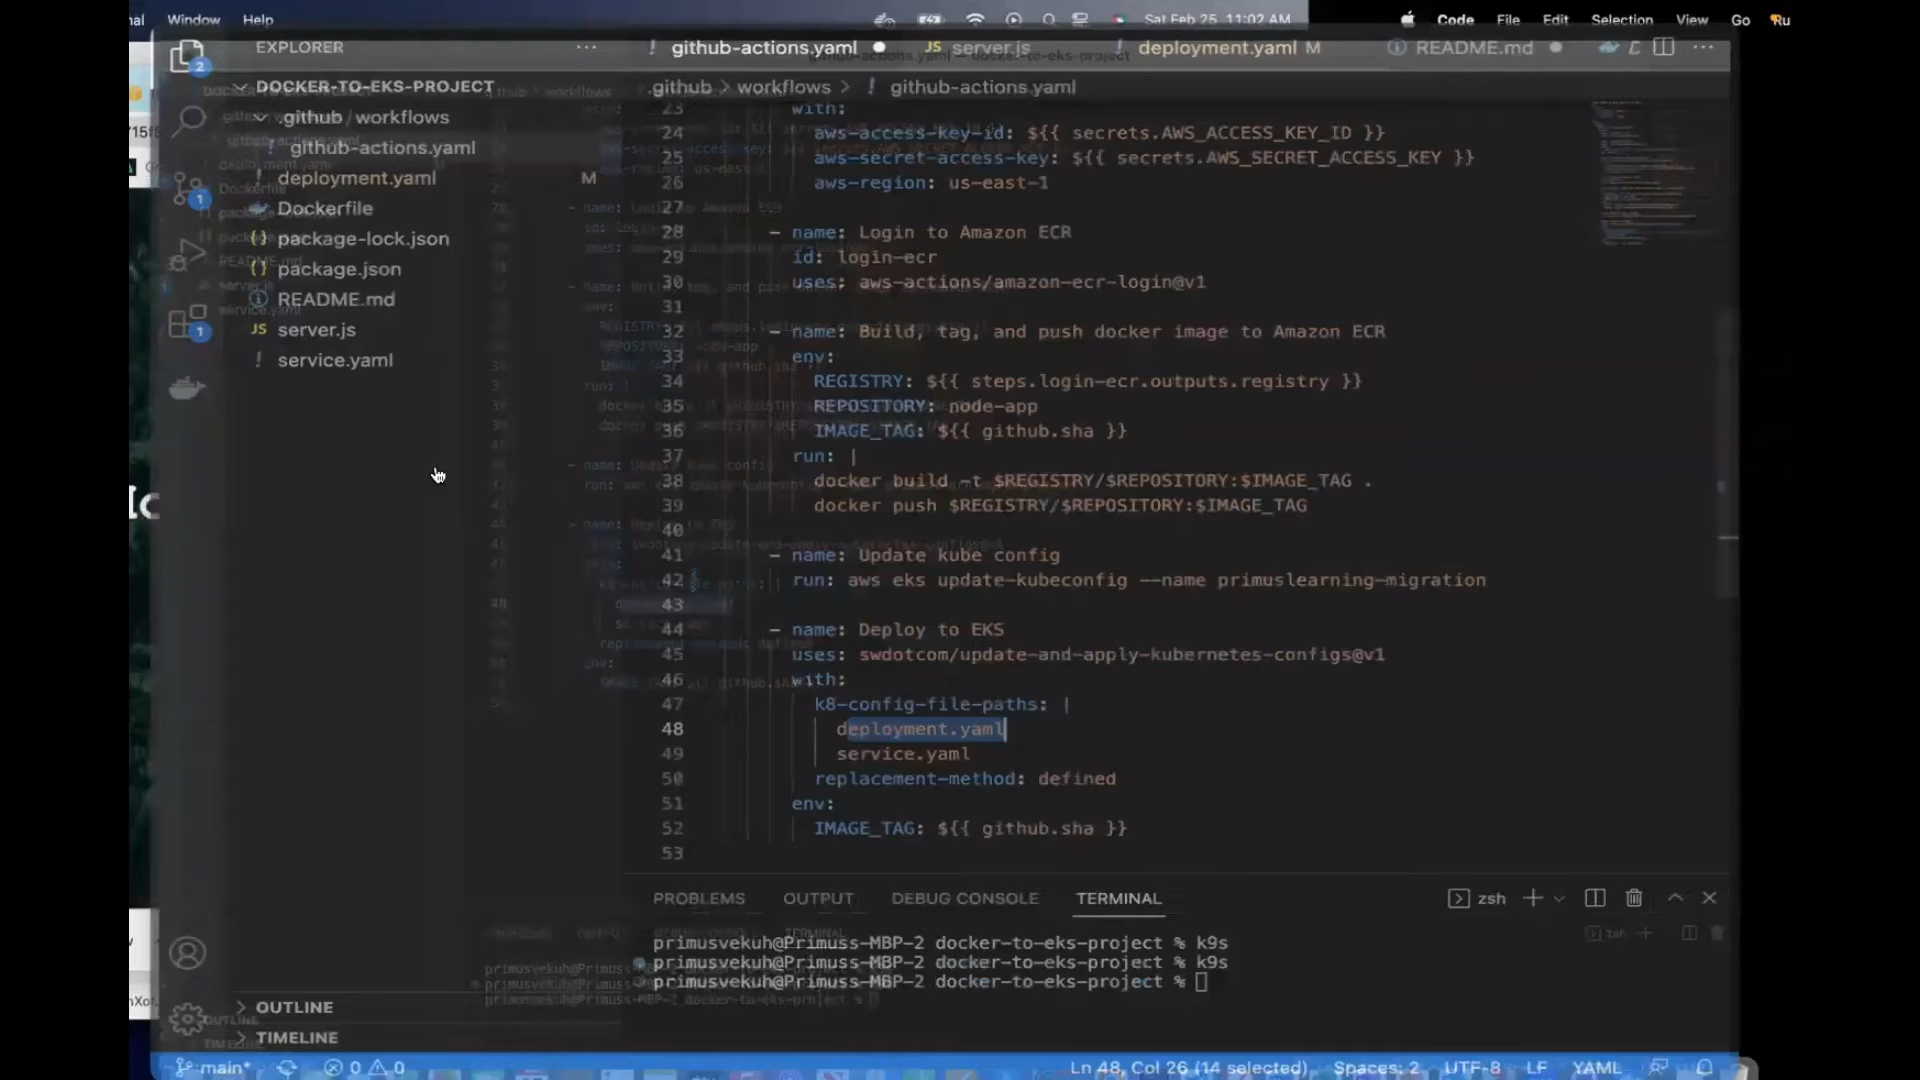 Window Help
Sat Feb 25 11:02 AM
Code File Edit Selection View Go Ru
EXPLORER
github-actions.yaml
server.js
deployment.yaml M
README.md
DOCKER-TO-EKS-PROJECT
.github / workflows
github-actions.yaml
deployment.yaml M
Dockerfile
package-lock.json
package.json
README.md
server.js
service.yaml
2
1
1
OUTLINE
TIMELINE
.github > workflows > ! github-actions.yaml
23 with:
24 aws-access-key-id: ${{ secrets.AWS_ACCESS_KEY_ID }}
25 aws-secret-access-key: ${{ secrets.AWS_SECRET_ACCESS_KEY }}
26 aws-region: us-east-1
27
28 - name: Login to Amazon ECR
29 id: login-ecr
30 uses: aws-actions/amazon-ecr-login@v1
31
32 - name: Build, tag, and push docker image to Amazon ECR
33 env:
34 REGISTRY: ${{ steps.login-ecr.outputs.registry }}
35 REPOSITORY: node-app
36 IMAGE_TAG: ${{ github.sha }}
37 run: |
38 docker build -t $REGISTRY/$REPOSITORY:$IMAGE_TAG .
39 docker push $REGISTRY/$REPOSITORY:$IMAGE_TAG
40
41 - name: Update kube config
42 run: aws eks update-kubeconfig --name primuslearning-migration
43
44 - name: Deploy to EKS
45 uses: swdotcom/update-and-apply-kubernetes-configs@v1
46 with:
47 k8-config-file-paths: |
48 deployment.yaml
49 service.yaml
50 replacement-method: defined
51 env:
52 IMAGE_TAG: ${{ github.sha }}
53
PROBLEMS OUTPUT DEBUG CONSOLE TERMINAL
zsh
primusvekuh@Primuss-MBP-2 docker-to-eks-project % k9s
primusvekuh@Primuss-MBP-2 docker-to-eks-project % k9s
primusvekuh@Primuss-MBP-2 docker-to-eks-project %
main* 0 0
Ln 48, Col 26 (14 selected) Spaces: 2 UTF-8 LF YAML